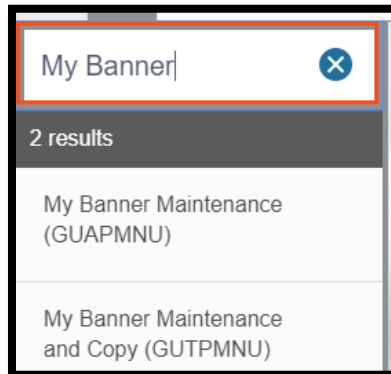 My Banner
2 results
My Banner Maintenance
(GUAPMNU)
My Banner Maintenance
and Copy (GUTPMNU)